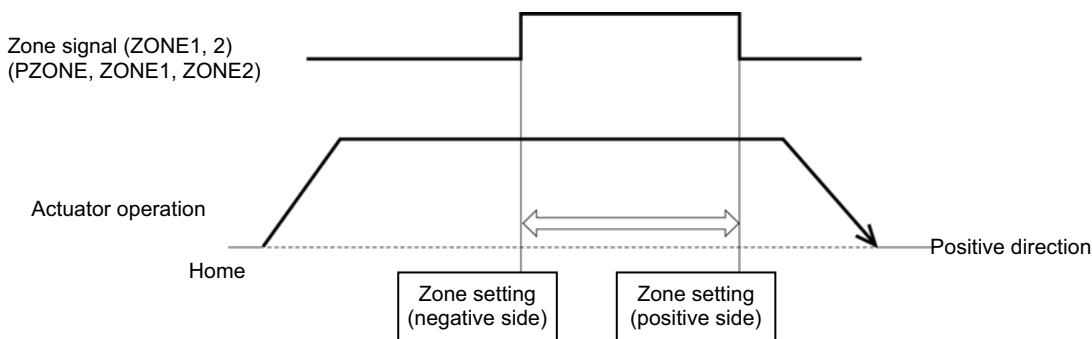 Zone signal (ZONE1, 2)
(PZONE, ZONE1, ZONE2)
Actuator operation
Positive direction
Home
Zone setting
(negative side)
Zone setting
(positive side)